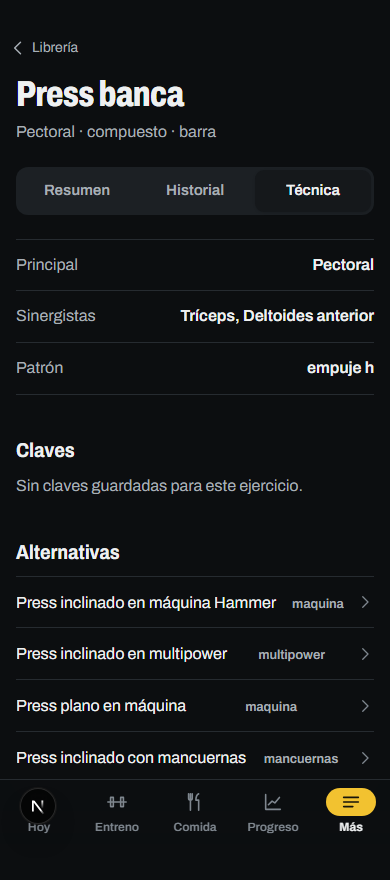 Librería
Press banca
Pectoral · compuesto · barra
Resumen Historial Técnica
Principal Pectoral
Sinergistas Tríceps, Deltoides anterior
Patrón empuje h
Claves
Sin claves guardadas para este ejercicio.
Alternativas
Press inclinado en máquina Hammer maquina
Press inclinado en multipower multipower
Press plano en máquina maquina
Press inclinado con mancuernas mancuernas
N
Hoy Entreno Comida Progreso Más